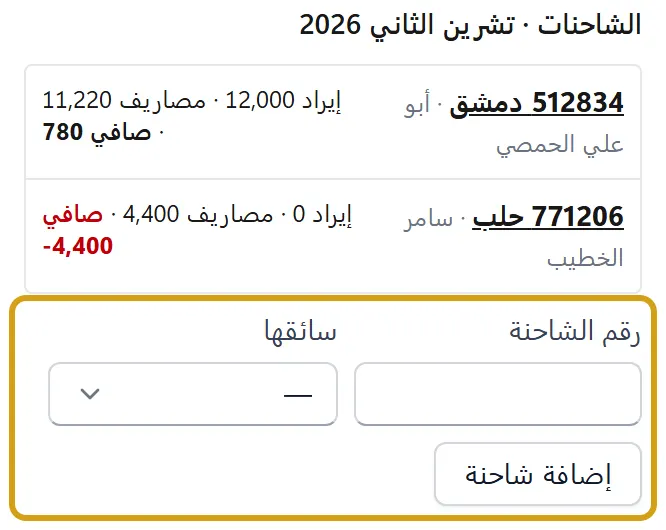 الشاحنات · تشرين الثاني 2026
512834 دمشق · أبو
علي الحمصي
إيراد 12,000 · مصاريف 11,220
· صافي 780
771206 حلب · سامر
الخطيب
إيراد 0 · مصاريف 4,400 · صافي
-4,400
رقم الشاحنة
سائقها
—
إضافة شاحنة